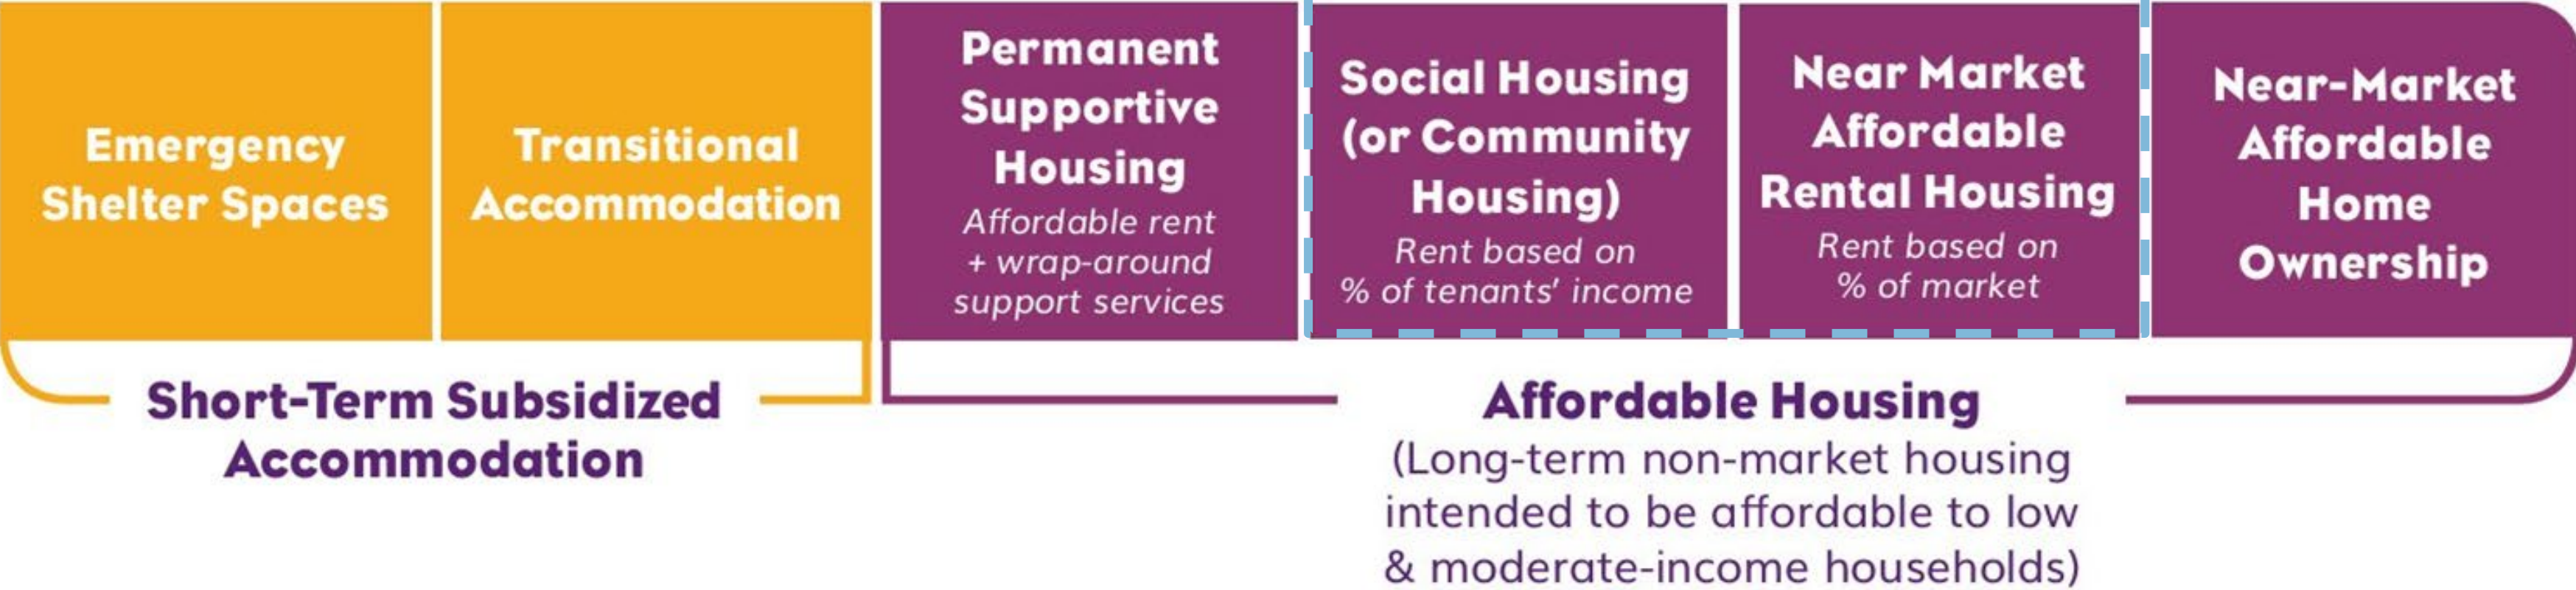 Emergency
Shelter Spaces
Transitional
Accommodation
Permanent
Supportive
Housing
Affordable rent
+ wrap-around
support services
Social Housing
(or Community
Housing)
Rent based on
% of tenants' income
Near Market
Affordable
Rental Housing
Rent based on
% of market
Near-Market
Affordable
Home
Ownership
Short-Term Subsidized
Accommodation
Affordable Housing
(Long-term non-market housing
intended to be affordable to low
& moderate-income households)